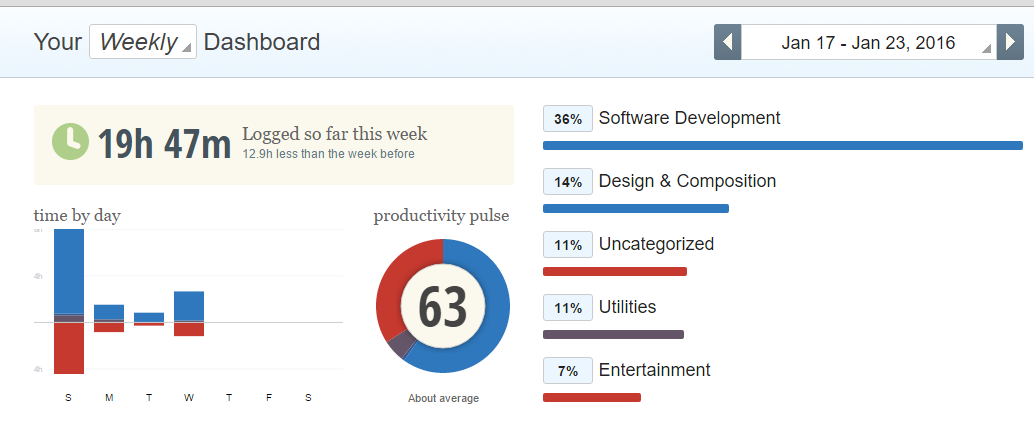 Your Weekly Dashboard
Jan 17 - Jan 23, 2016
19h 47m
Logged so far this week
12.9h less than the week before
time by day
4h
4h
S M T W T F S
productivity pulse
63
About average
36% Software Development
14% Design & Composition
11% Uncategorized
11% Utilities
7% Entertainment